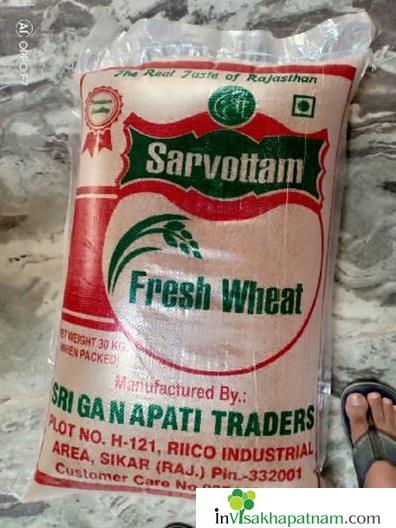 The Real Taste of Rajasthan
Sarvottam
Fresh Wheat
NET WEIGHT 30 KG
WHEN PACKED
Manufactured By.:
SRI GANAPATI TRADERS
PLOT NO. H-121, RIICO INDUSTRIAL
AREA, SIKAR (RAJ.) Pin.-332001
Customer Care No
invisakhapatnam.com